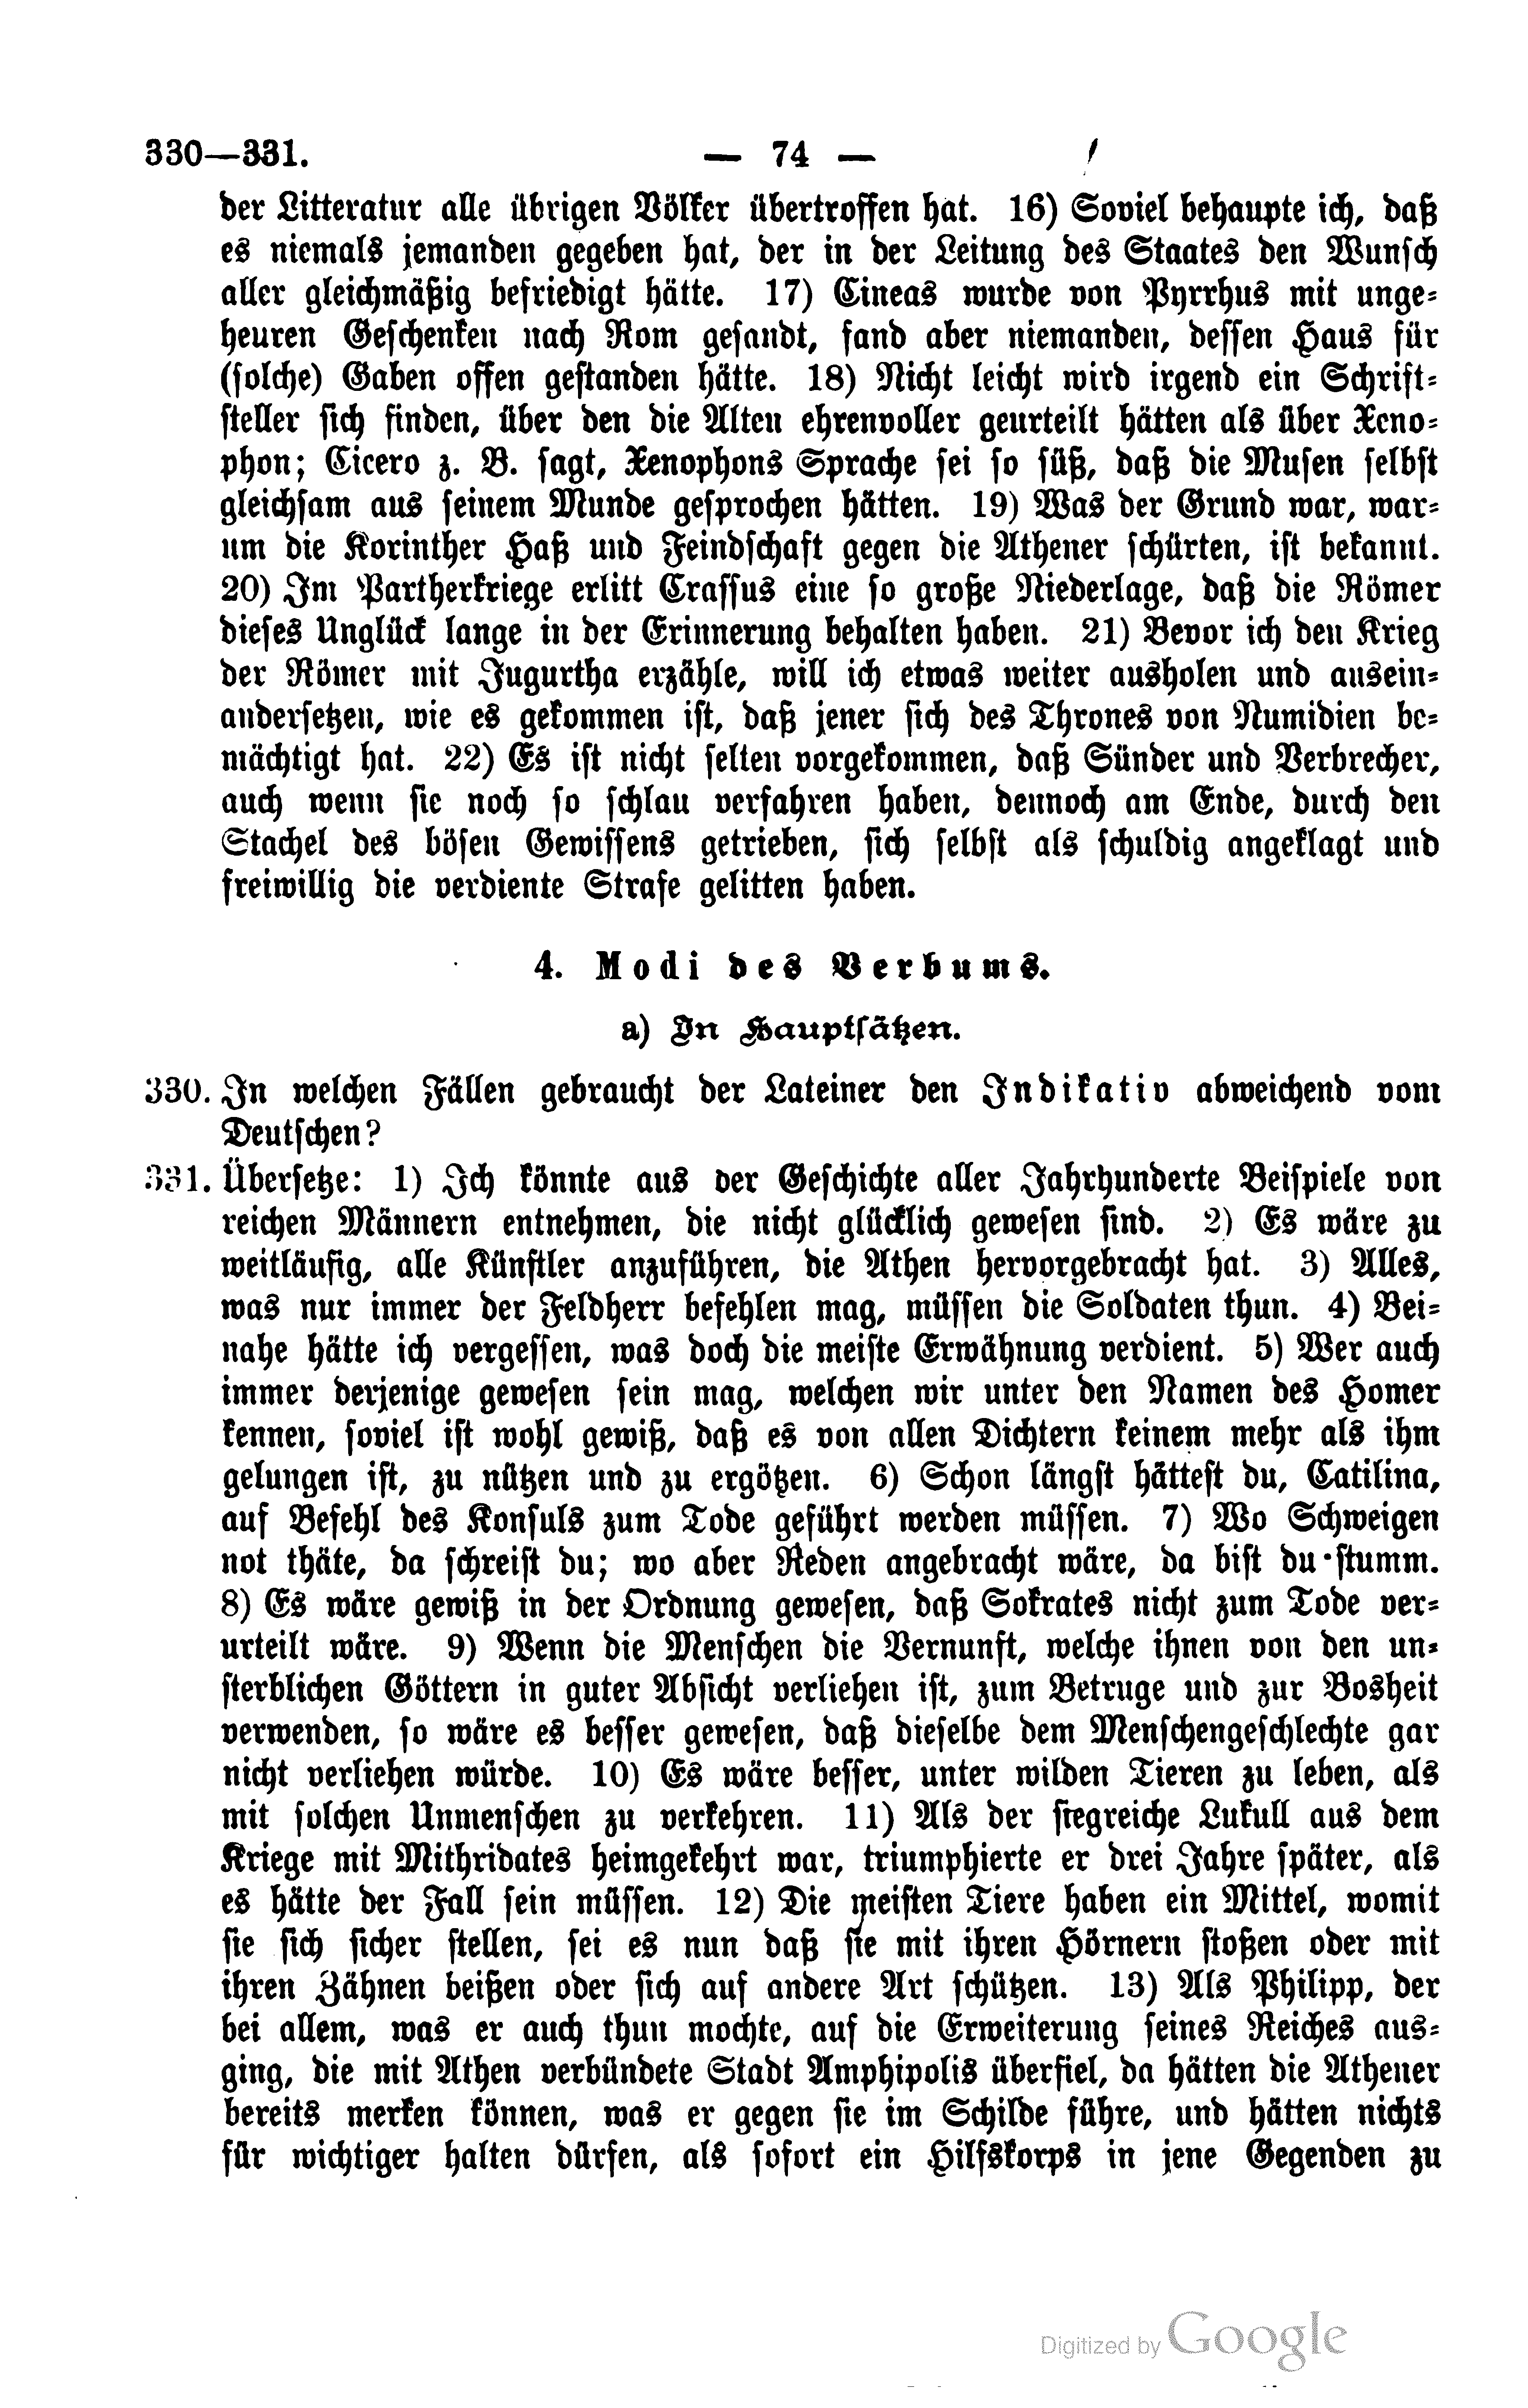 330—331.
— 74 —
der Litteratur alle übrigen Völker übertroffen hat. 16) Soviel behaupte ich, daß
es niemals jemanden gegeben hat, der in der Leitung des Staates den Wunsch
aller gleichmäßig befriedigt hätte. 17) Cineas wurde von Pyrrhus mit unge=
heuren Geschenken nach Rom gesandt, fand aber niemanden, dessen Haus für
(solche) Gaben offen gestanden hätte. 18) Nicht leicht wird irgend ein Schrift=
steller sich finden, über den die Alten ehrenvoller geurteilt hätten als über Xeno=
phon; Cicero z. B. sagt, Xenophons Sprache sei so süß, daß die Musen selbst
gleichsam aus seinem Munde gesprochen hätten. 19) Was der Grund war, war=
um die Korinther Haß und Feindschaft gegen die Athener schürten, ist bekannt.
20) Im Partherkriege erlitt Crassus eine so große Niederlage, daß die Römer
dieses Unglück lange in der Erinnerung behalten haben. 21) Bevor ich den Krieg
der Römer mit Jugurtha erzähle, will ich etwas weiter ausholen und ausein=
andersetzen, wie es gekommen ist, daß jener sich des Thrones von Numidien be=
mächtigt hat. 22) Es ist nicht selten vorgekommen, daß Sünder und Verbrecher,
auch wenn sie noch so schlau verfahren haben, dennoch am Ende, durch den
Stachel des bösen Gewissens getrieben, sich selbst als schuldig angeklagt und
freiwillig die verdiente Strafe gelitten haben.
4. Modi des Verbums.
a) In Hauptsätzen.
330. In welchen Fällen gebraucht der Lateiner den Indikativ abweichend vom
Deutschen?
331. Übersetze: 1) Ich könnte aus der Geschichte aller Jahrhunderte Beispiele von
reichen Männern entnehmen, die nicht glücklich gewesen sind. 2) Es wäre zu
weitläufig, alle Künstler anzuführen, die Athen hervorgebracht hat. 3) Alles,
was nur immer der Feldherr befehlen mag, müssen die Soldaten thun. 4) Bei=
nahe hätte ich vergessen, was doch die meiste Erwähnung verdient. 5) Wer auch
immer derjenige gewesen sein mag, welchen wir unter den Namen des Homer
kennen, soviel ist wohl gewiß, daß es von allen Dichtern keinem mehr als ihm
gelungen ist, zu nützen und zu ergötzen. 6) Schon längst hättest du, Catilina,
auf Befehl des Konsuls zum Tode geführt werden müssen. 7) Wo Schweigen
not thäte, da schreist du; wo aber Reden angebracht wäre, da bist du stumm.
8) Es wäre gewiß in der Ordnung gewesen, daß Sokrates nicht zum Tode ver=
urteilt wäre. 9) Wenn die Menschen die Vernunft, welche ihnen von den un=
sterblichen Göttern in guter Absicht verliehen ist, zum Betruge und zur Bosheit
verwenden, so wäre es besser gewesen, daß dieselbe dem Menschengeschlechte gar
nicht verliehen würde. 10) Es wäre besser, unter wilden Tieren zu leben, als
mit solchen Unmenschen zu verkehren. 11) Als der siegreiche Lukull aus dem
Kriege mit Mithridates heimgekehrt war, triumphierte er drei Jahre später, als
es hätte der Fall sein müssen. 12) Die meisten Tiere haben ein Mittel, womit
sie sich sicher stellen, sei es nun daß sie mit ihren Hörnern stoßen oder mit
ihren Zähnen beißen oder sich auf andere Art schützen. 13) Als Philipp, der
bei allem, was er auch thun mochte, auf die Erweiterung seines Reiches aus=
ging, die mit Athen verbündete Stadt Amphipolis überfiel, da hätten die Athener
bereits merken können, was er gegen sie im Schilde führe, und hätten nichts
für wichtiger halten dürfen, als sofort ein Hilfskorps in jene Gegenden zu
Digitized by Google